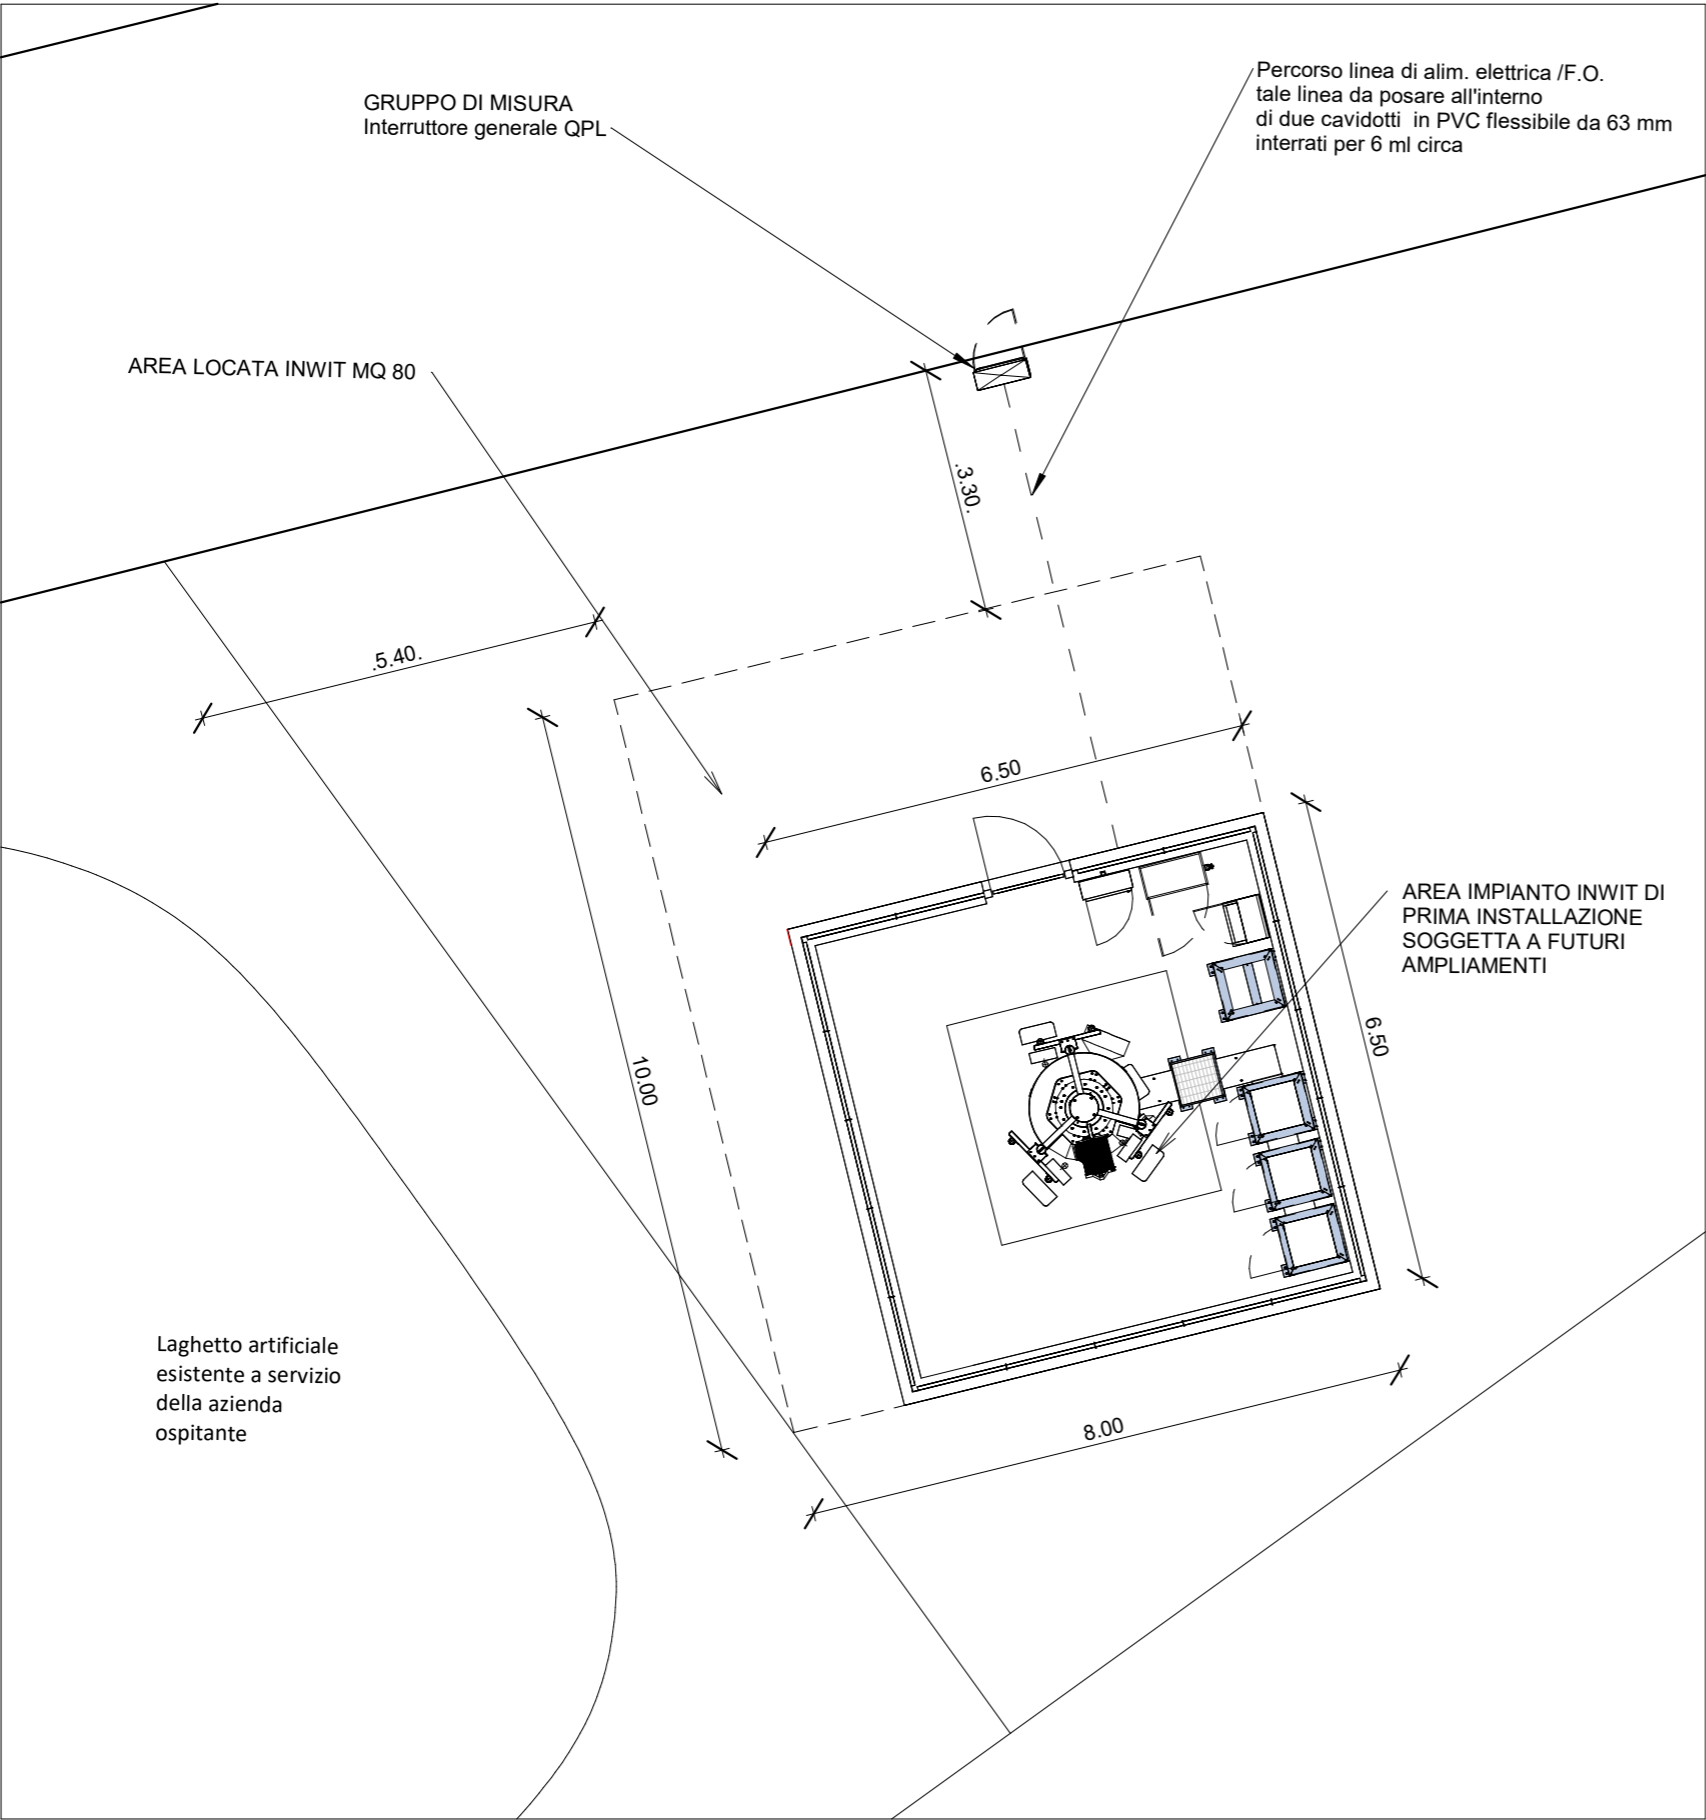 Percorso linea di alim. elettrica /F.O.
tale linea da posare all'interno
di due cavidotti in PVC flessibile da 63 mm
interrati per 6 ml circa
GRUPPO DI MISURA
Interruttore generale QPL
AREA LOCATA INWIT MQ 80
.3.30.
.5.40.
6.50
AREA IMPIANTO INWIT DI
PRIMA INSTALLAZIONE
SOGGETTA A FUTURI
AMPLIAMENTI
6.50
10.00
Laghetto artificiale
esistente a servizio
della azienda
ospitante
8.00